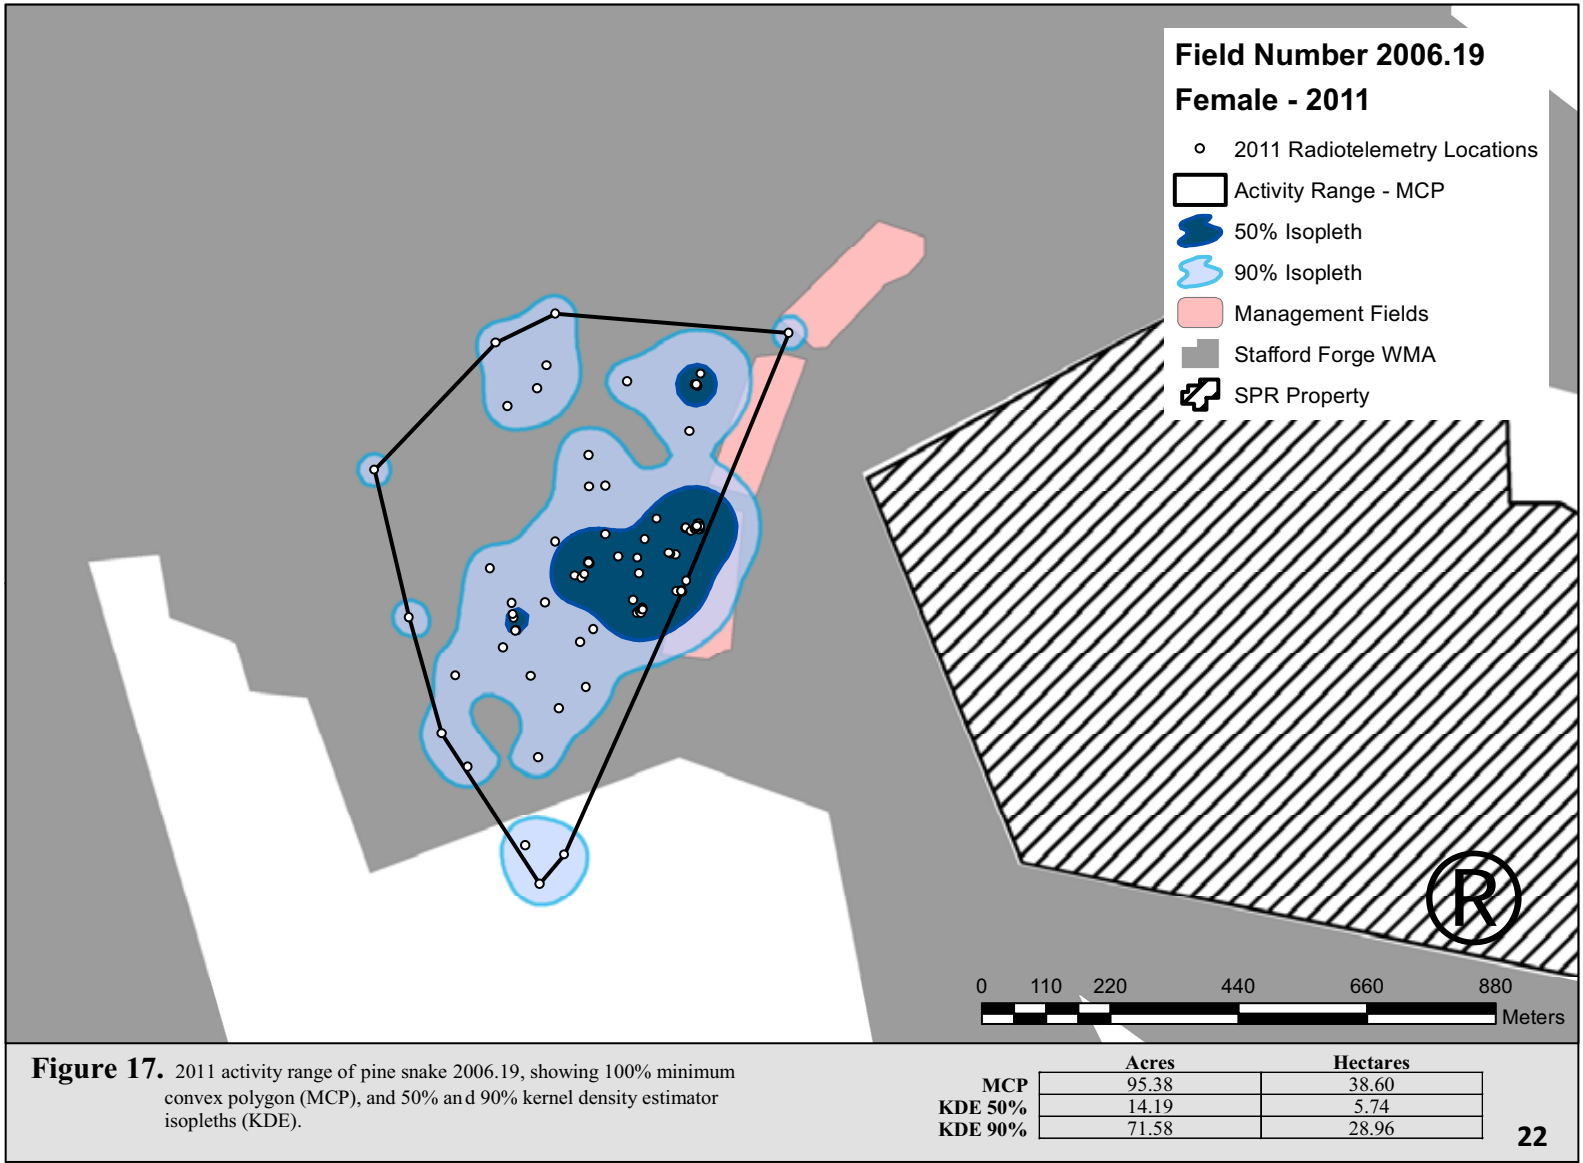 Field Number 2006.19
Female - 2011
2011 Radiotelemetry Locations
Activity Range - MCP
50% Isopleth
90% Isopleth
Management Fields
Stafford Forge WMA
SPR Property
®
0 110 220 440 660 880
Meters
Figure 17. 2011 activity range of pine snake 2006.19, showing 100% minimum
convex polygon (MCP), and 50% and 90% kernel density estimator
isopleths (KDE).
Acres Hectares
MCP 95.38 38.60
KDE 50% 14.19 5.74
KDE 90% 71.58 28.96
22